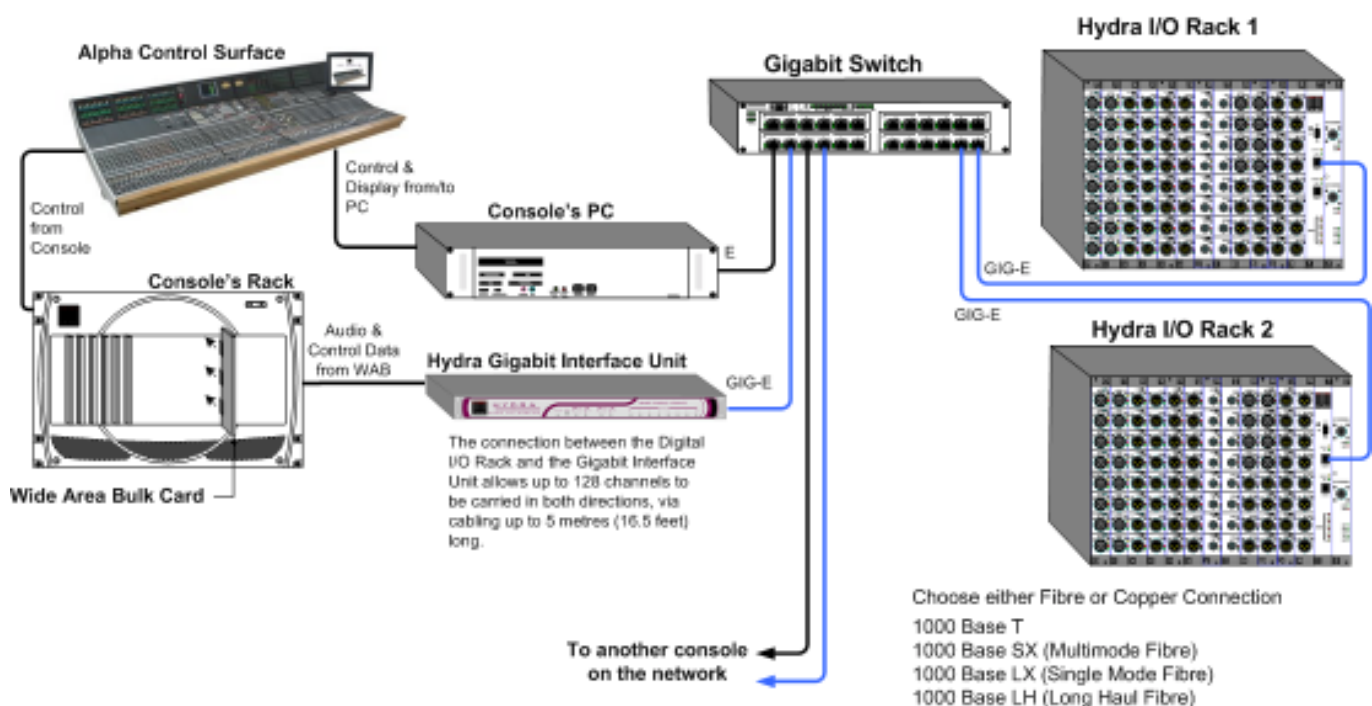 Alpha Control Surface
Gigabit Switch
Hydra I/O Rack 1
Control
from
Console
Control &
Display from/to
PC
Console's PC
E
GIG-E
GIG-E
Console's Rack
Audio &
Control Data
from WAB
Hydra Gigabit Interface Unit
GIG-E
HYDRA
Hydra I/O Rack 2
The connection between the Digital
I/O Rack and the Gigabit Interface
Unit allows up to 128 channels to
be carried in both directions, via
cabling up to 5 metres (16.5 feet)
long.
Wide Area Bulk Card
To another console
on the network
Choose either Fibre or Copper Connection
1000 Base T
1000 Base SX (Multimode Fibre)
1000 Base LX (Single Mode Fibre)
1000 Base LH (Long Haul Fibre)